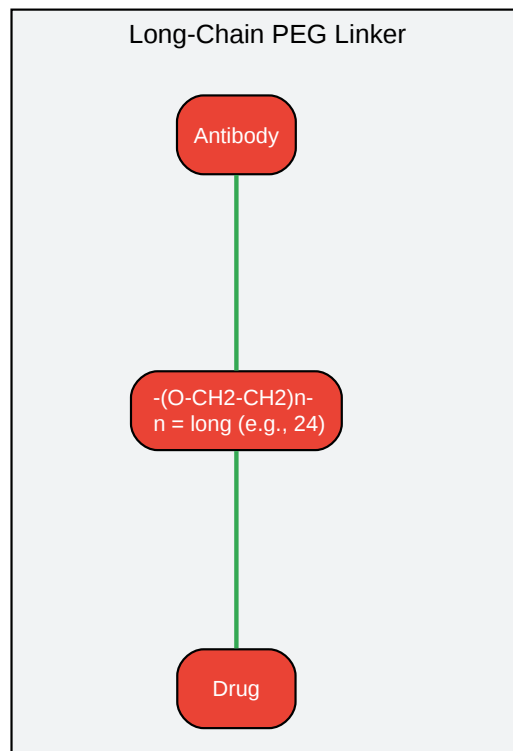 Long-Chain PEG Linker
Antibody
-(O-CH2-CH2)n-
n = long (e.g., 24)
Drug